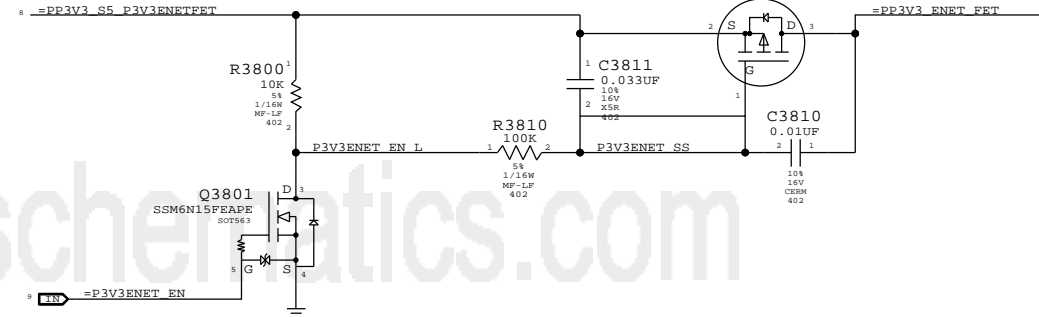 8 =PP3V3_S5_P3V3ENETFET
=PP3V3_ENET_FET
2 S D 3
G
1
R3800 1
10K
5%
1/16W
MF-LF
402 2
1 C3811
0.033UF
10%
16V
2 X5R
402
C3810
0.01UF
2 1
10%
16V
CERM
402
R3810
100K
1 2
5%
1/16W
MF-LF
402
P3V3ENET_EN_L
P3V3ENET_SS
Q3801
SSM6N15FEAPE
SOT563
D 3
5 G S 4
9 IN =P3V3ENET_EN
schematics.com